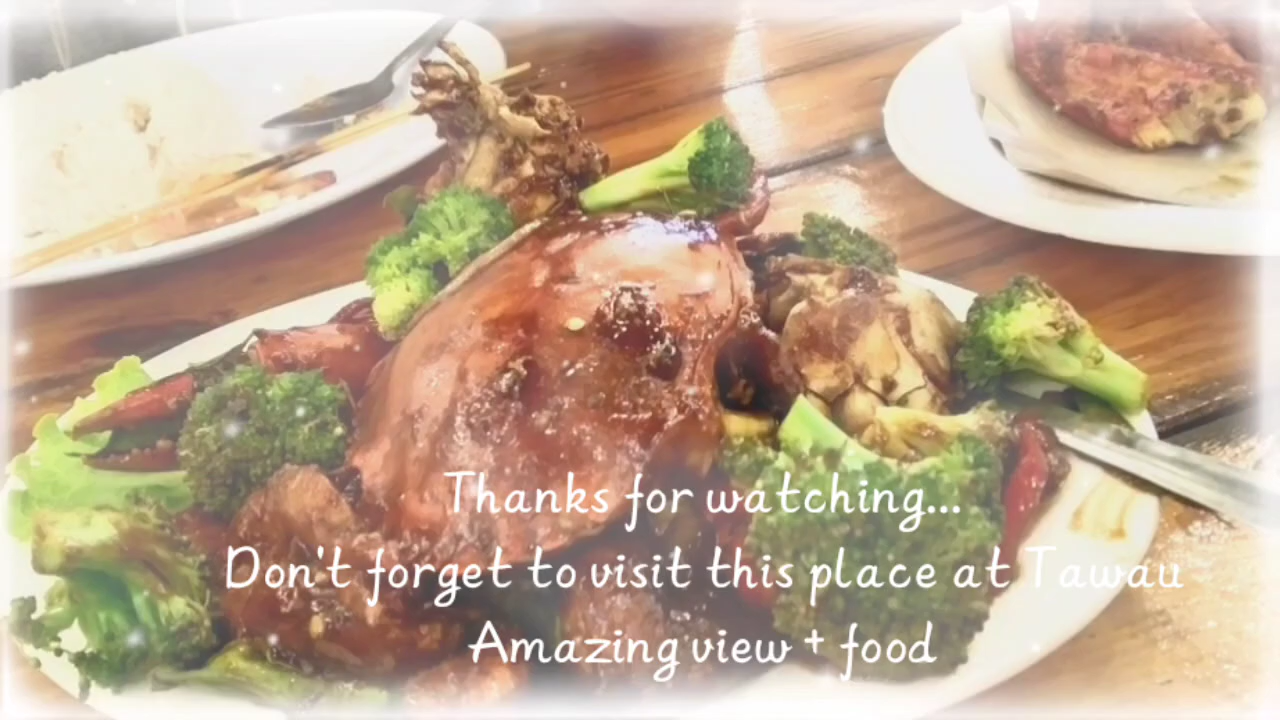 Thanks for watching...
Don't forget to visit this place at Tawau
Amazing view + food